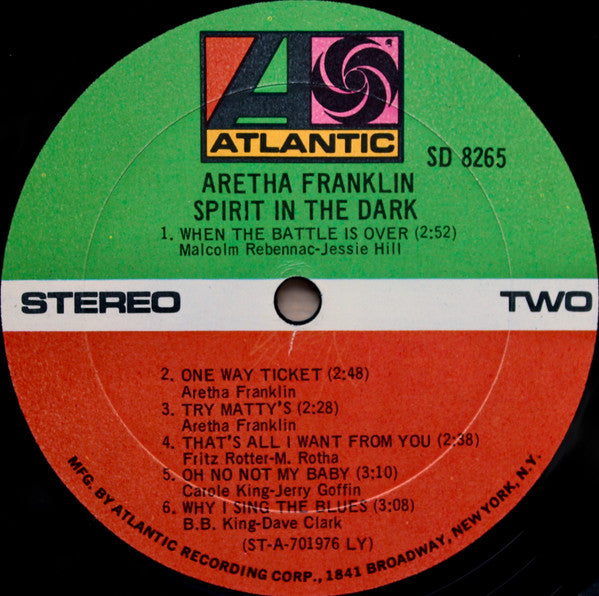 ATLANTIC
SD 8265
ARETHA FRANKLIN
SPIRIT IN THE DARK
1. WHEN THE BATTLE IS OVER (2:52)
Malcolm Rebennac-Jessie Hill
STEREO
TWO
2. ONE WAY TICKET (2:48)
Aretha Franklin
3. TRY MATTY'S (2:28)
Aretha Franklin
4. THAT'S ALL I WANT FROM YOU (2:38)
Fritz Rotter-M. Rotha
5. OH NO NOT MY BABY (3:10)
Carole King-Jerry Goffin
6. WHY I SING THE BLUES (3:08)
B.B. King-Dave Clark
(ST-A-701976 LY)
MFG. BY ATLANTIC RECORDING CORP., 1841 BROADWAY, NEW YORK, N.Y.